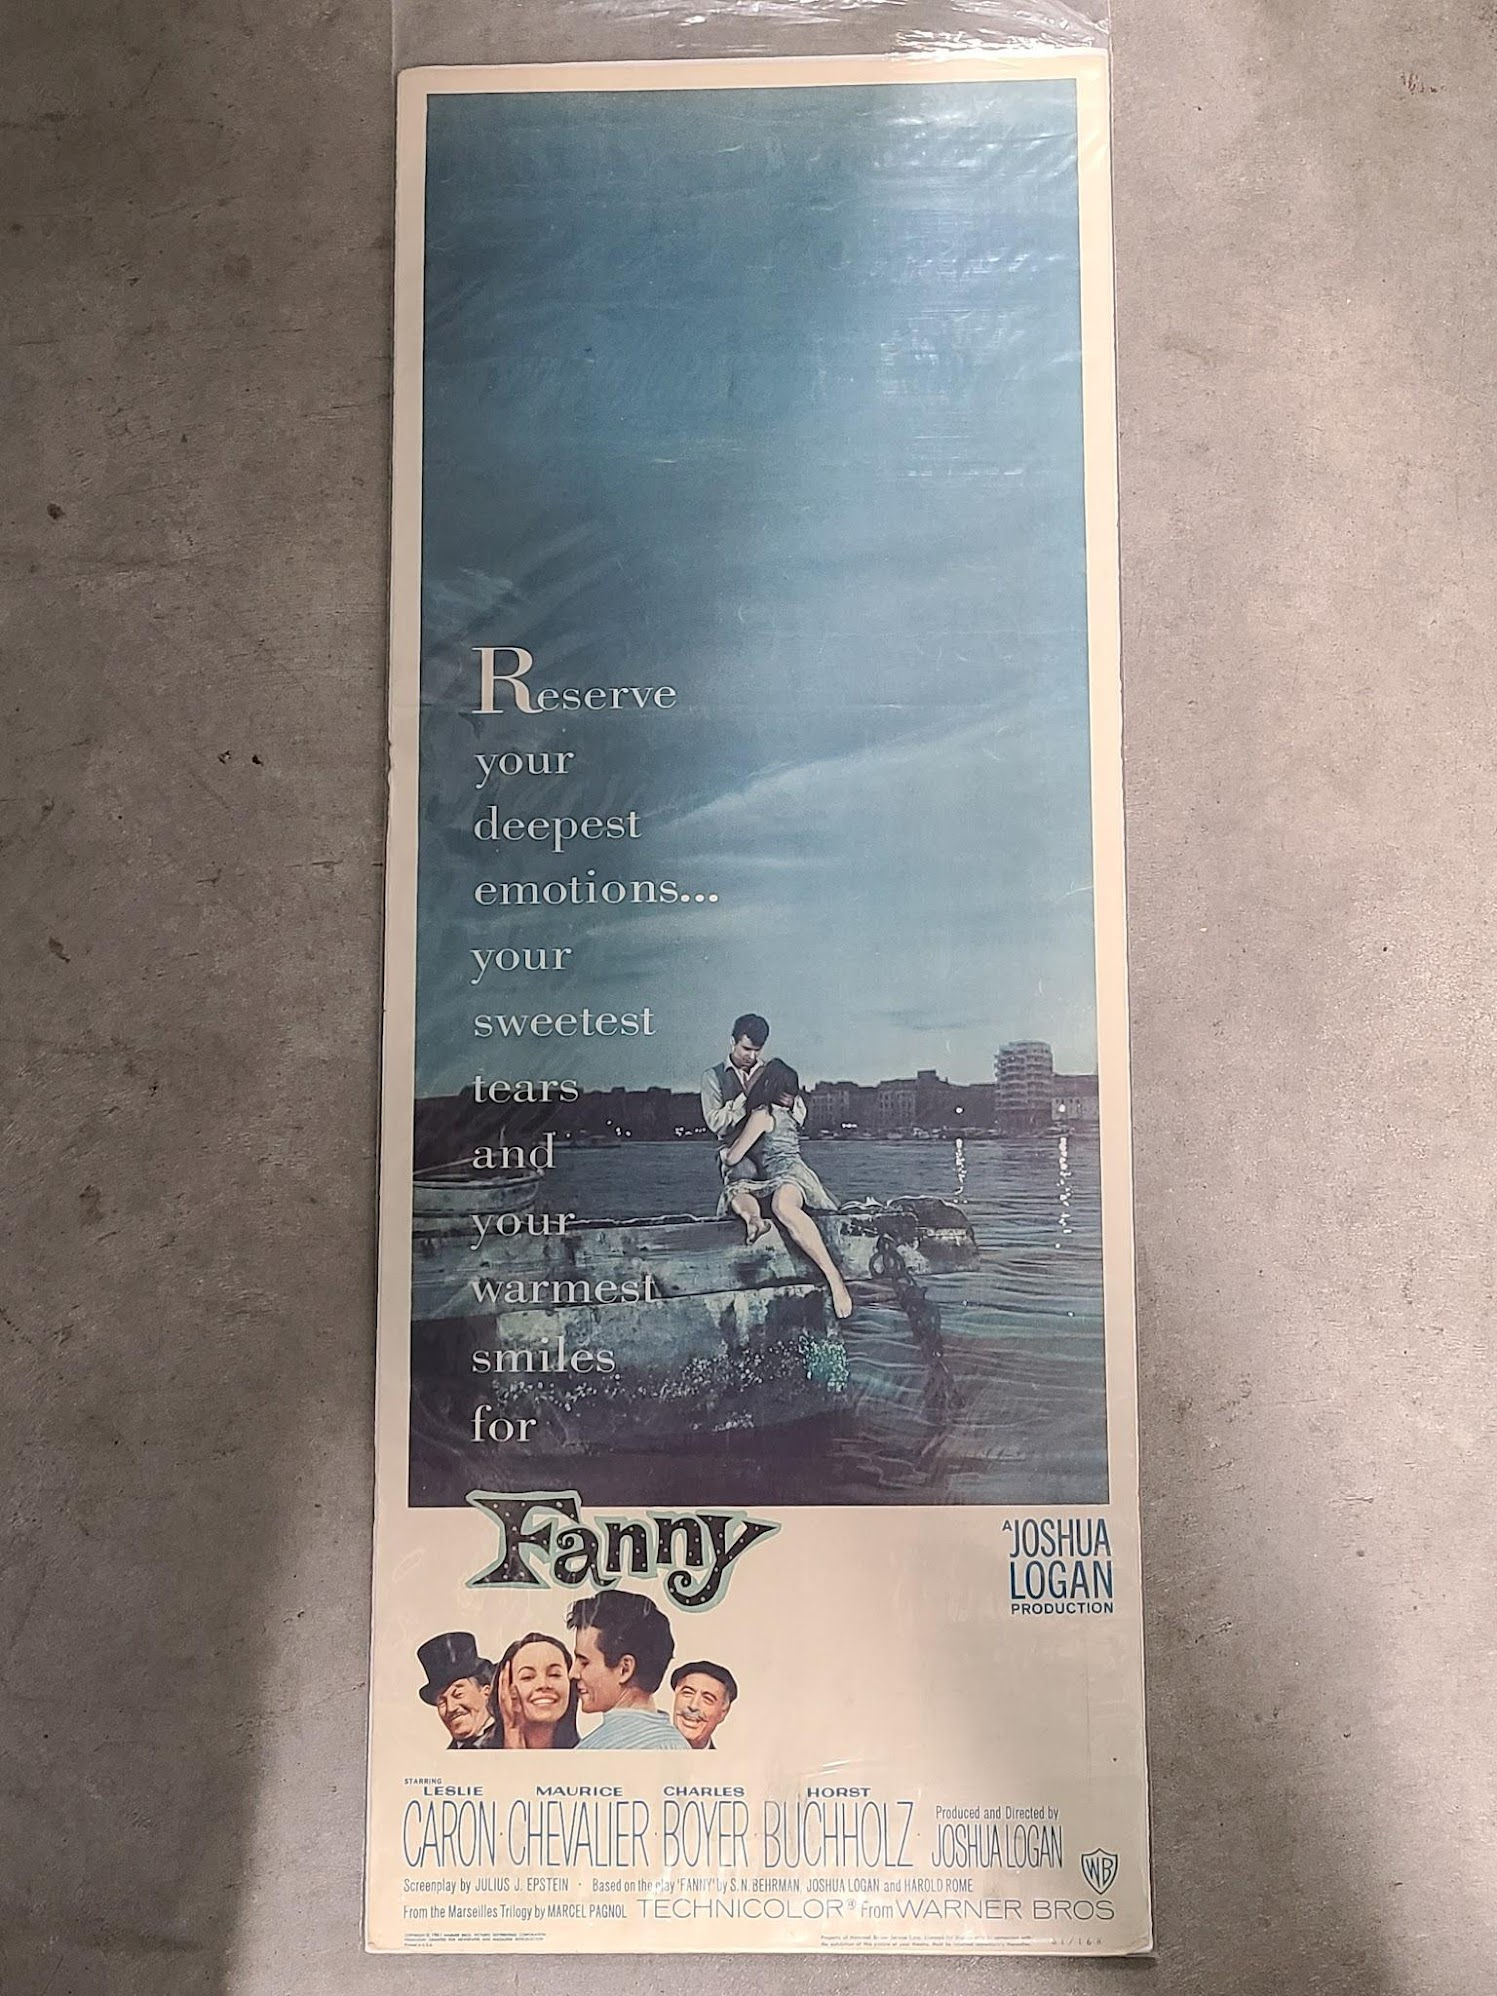 Reserve
your
deepest
emotions...
your
sweetest
tears
and
your
warmest
smiles
for
Fanny
A JOSHUA
LOGAN
PRODUCTION
STARRING
LESLIE MAURICE CHARLES HORST
CARON · CHEVALIER · BOYER · BUCHHOLZ
Produced and Directed by
JOSHUA LOGAN
WB
Screenplay by JULIUS J. EPSTEIN · Based on the play 'FANNY' by S.N. BEHRMAN, JOSHUA LOGAN and HAROLD ROME
From the Marseilles Trilogy by MARCEL PAGNOL TECHNICOLOR® From WARNER BROS
61/168